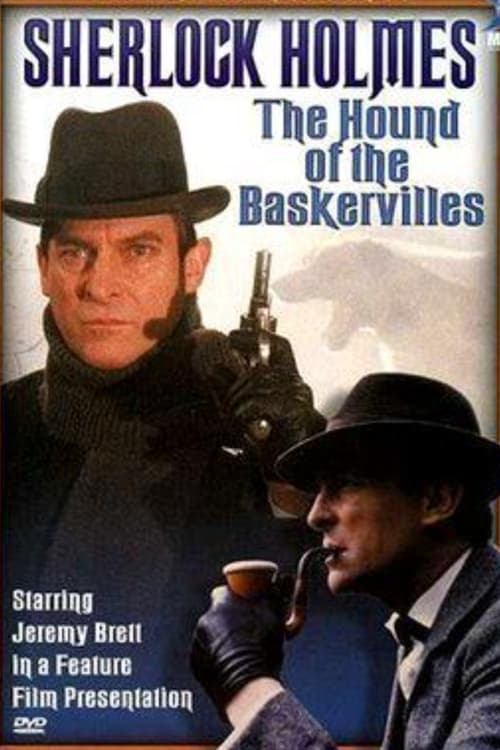 SHERLOCK HOLMES
The Hound
of the
Baskervilles
Starring
Jeremy Brett
in a Feature
Film Presentation
DVD